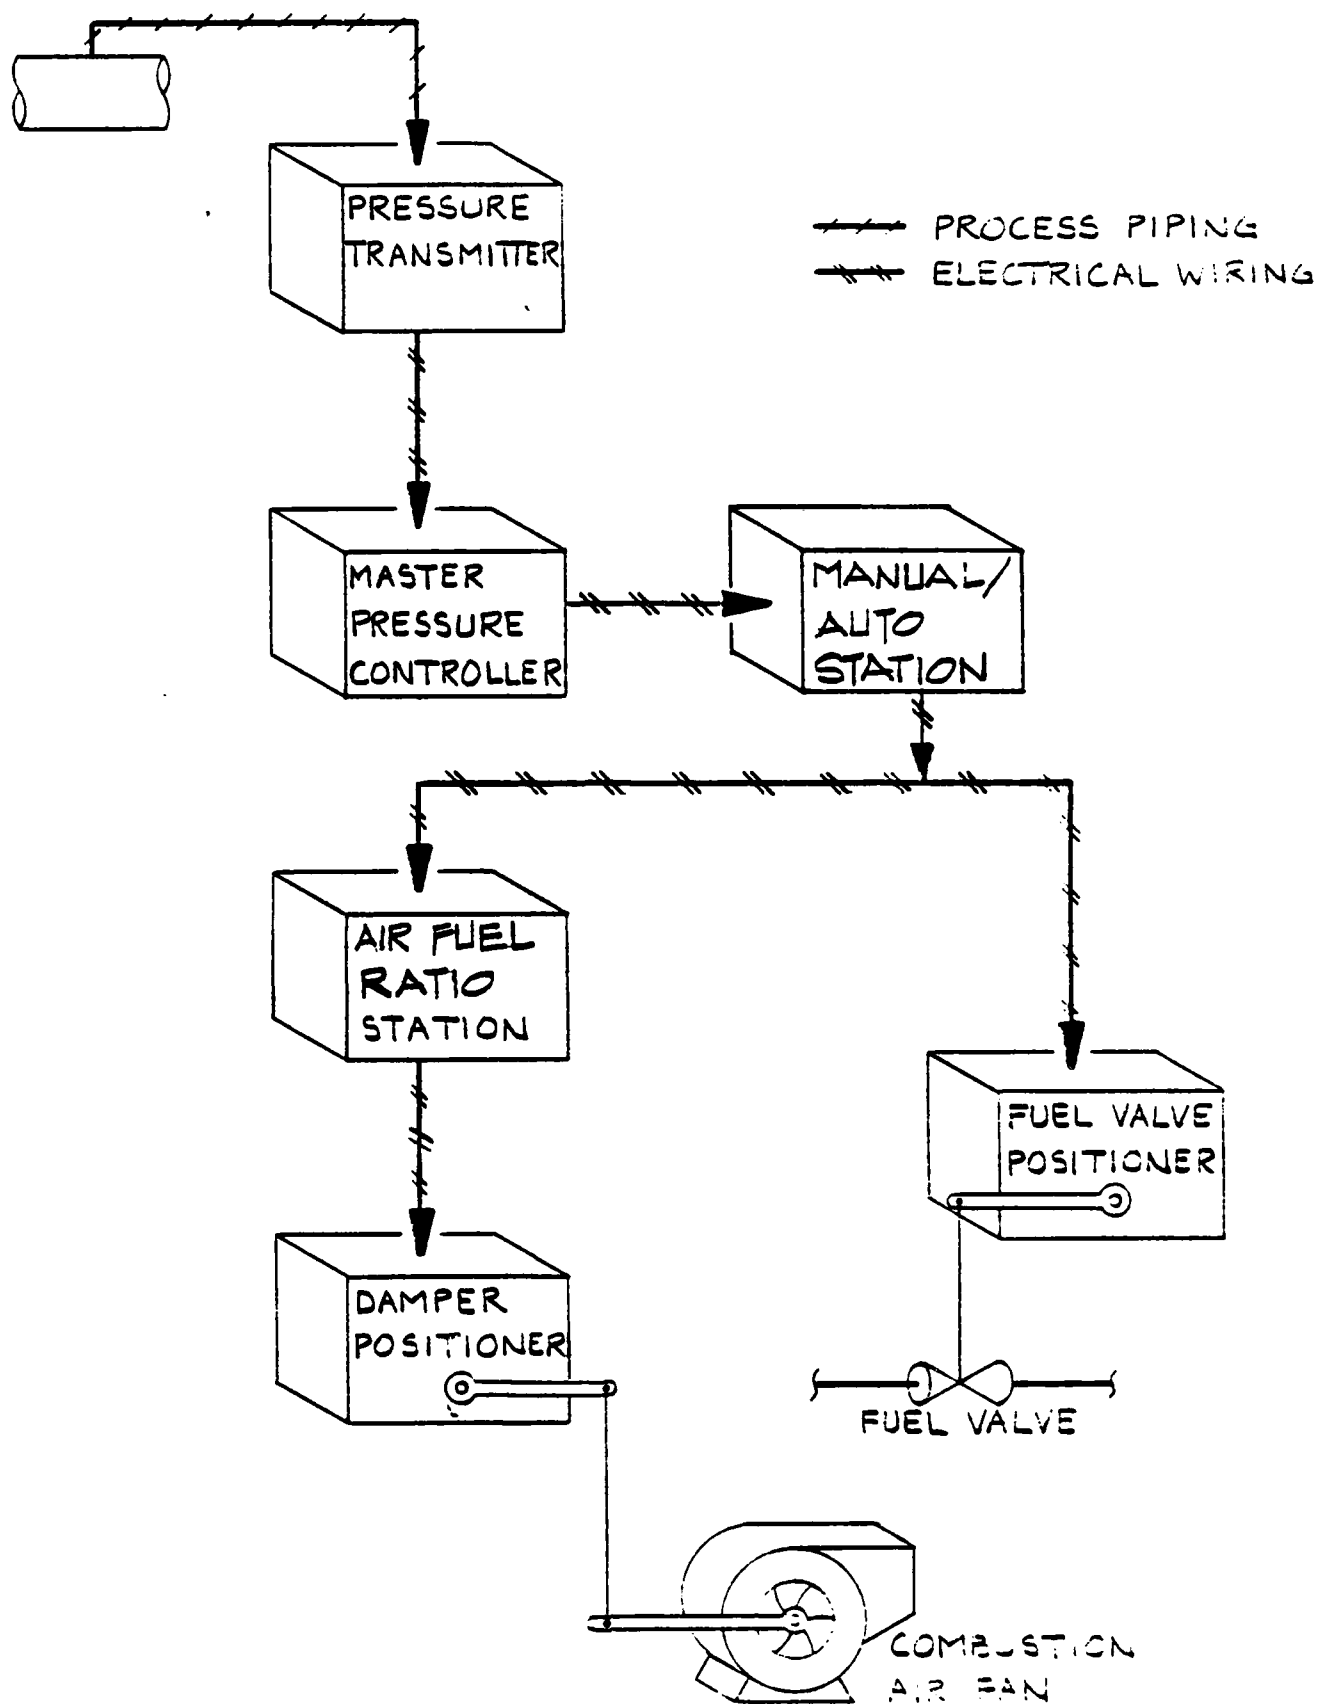 PRESSURE
TRANSMITTER
PROCESS PIPING
ELECTRICAL WIRING
MASTER
PRESSURE
CONTROLLER
MANUAL/
AUTO
STATION
AIR FUEL
RATIO
STATION
FUEL VALVE
POSITIONER
DAMPER
POSITIONER
FUEL VALVE
COMBUSTION
AIR FAN